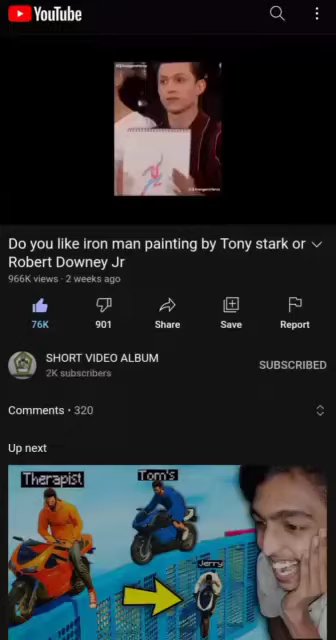 YouTube
Do you like iron man painting by Tony stark or
Robert Downey Jr
966K views · 2 weeks ago
76K
901
Share
Save
Report
SHORT VIDEO ALBUM
2K subscribers
SUBSCRIBED
Comments • 320
Up next
Therapist
Tom's
Jerry